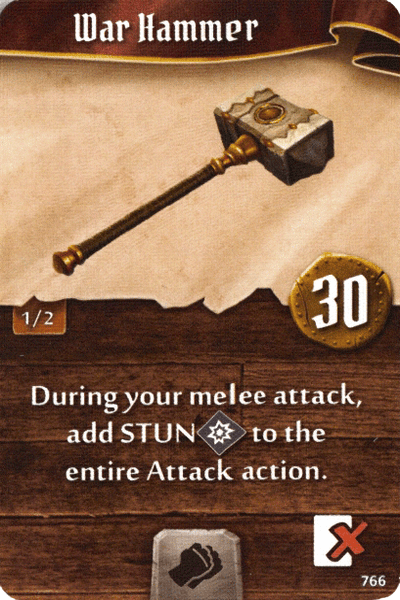 War Hammer
30
1/2
During your melee attack,
add STUN to the
entire Attack action.
766